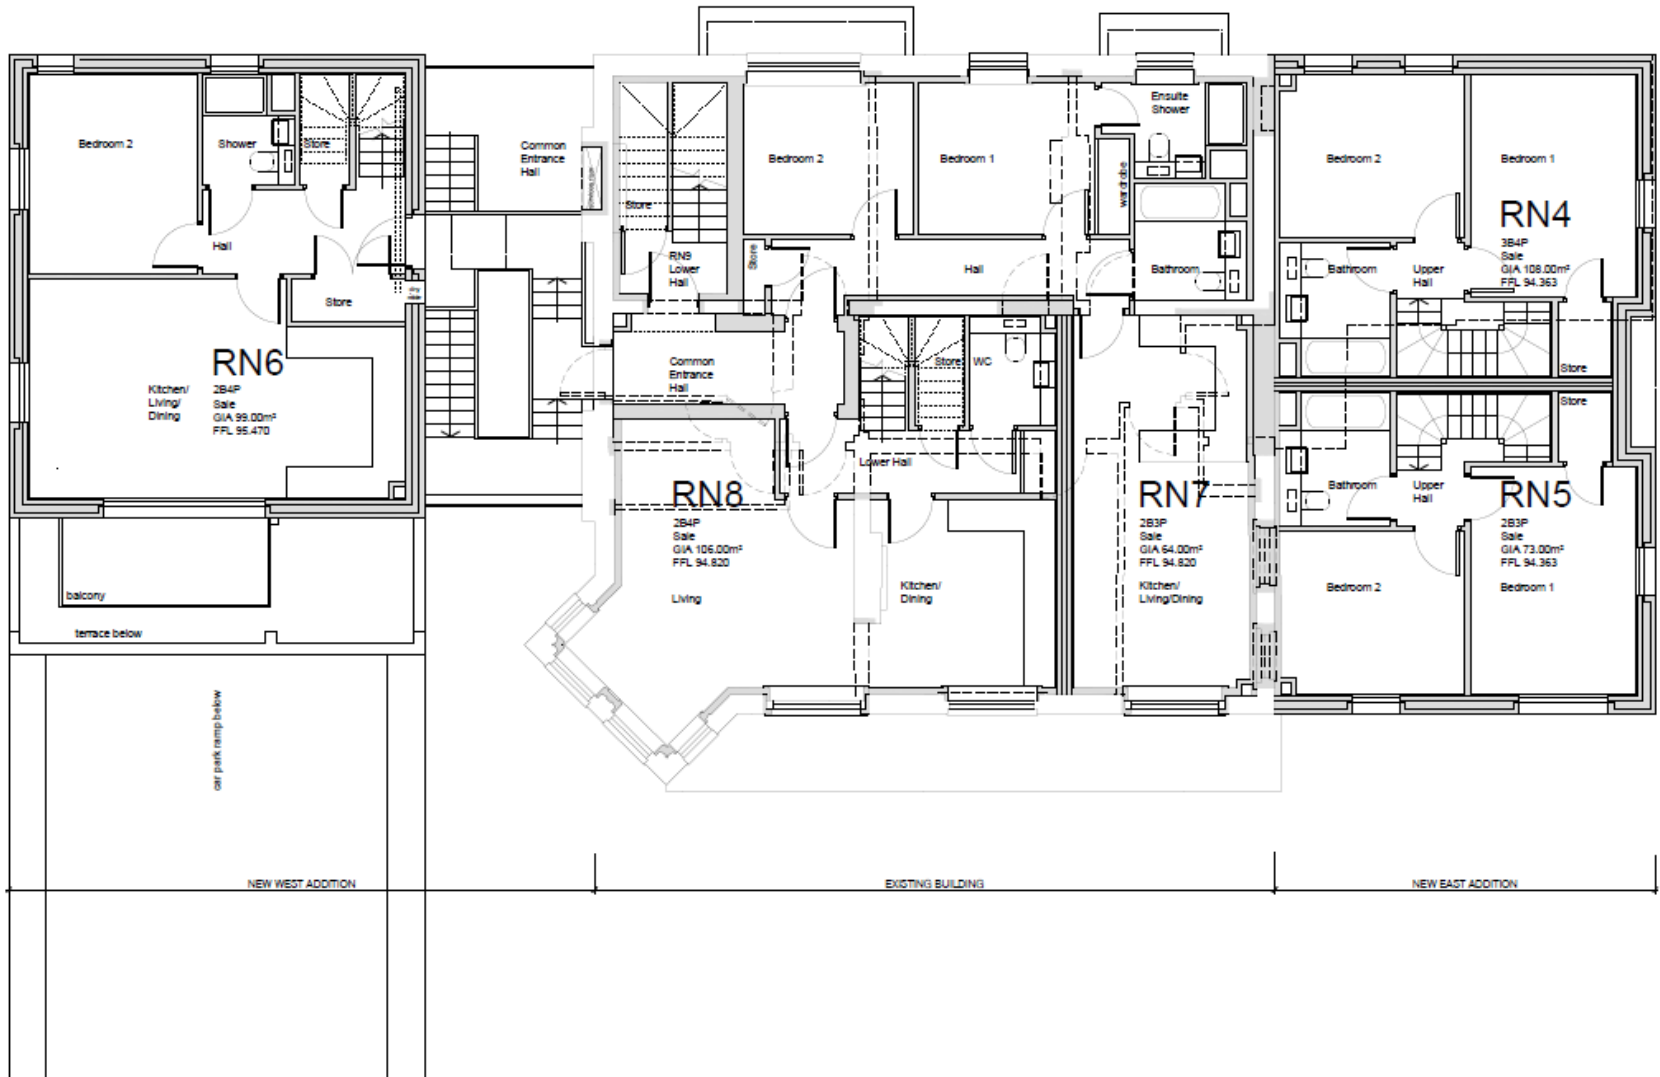 Bedroom 2
Shower
Store
Hall
Store
RN6
2B4P
Sale
GIA 99.00m²
FFL 95.470
Kitchen/
Living/
Dining
balcony
terrace below
car park ramp below
Common
Entrance
Hall
Store
RN9
Lower
Hall
Store
Bedroom 2
Bedroom 1
Ensuite
Shower
wardrobe
Hall
Bathroom
Common
Entrance
Hall
Store
WC
Lower Hall
RN8
2B4P
Sale
GIA 106.00m²
FFL 94.820
Living
Kitchen/
Dining
RN7
2B3P
Sale
GIA 64.00m²
FFL 94.820
Kitchen/
Living/Dining
Bedroom 2
Bedroom 1
RN4
3B4P
Sale
GIA 108.00m²
FFL 94.363
Bathroom
Upper
Hall
Store
Store
Bathroom
Upper
Hall
RN5
2B3P
Sale
GIA 73.00m²
FFL 94.363
Bedroom 2
Bedroom 1
NEW WEST ADDITION
EXISTING BUILDING
NEW EAST ADDITION